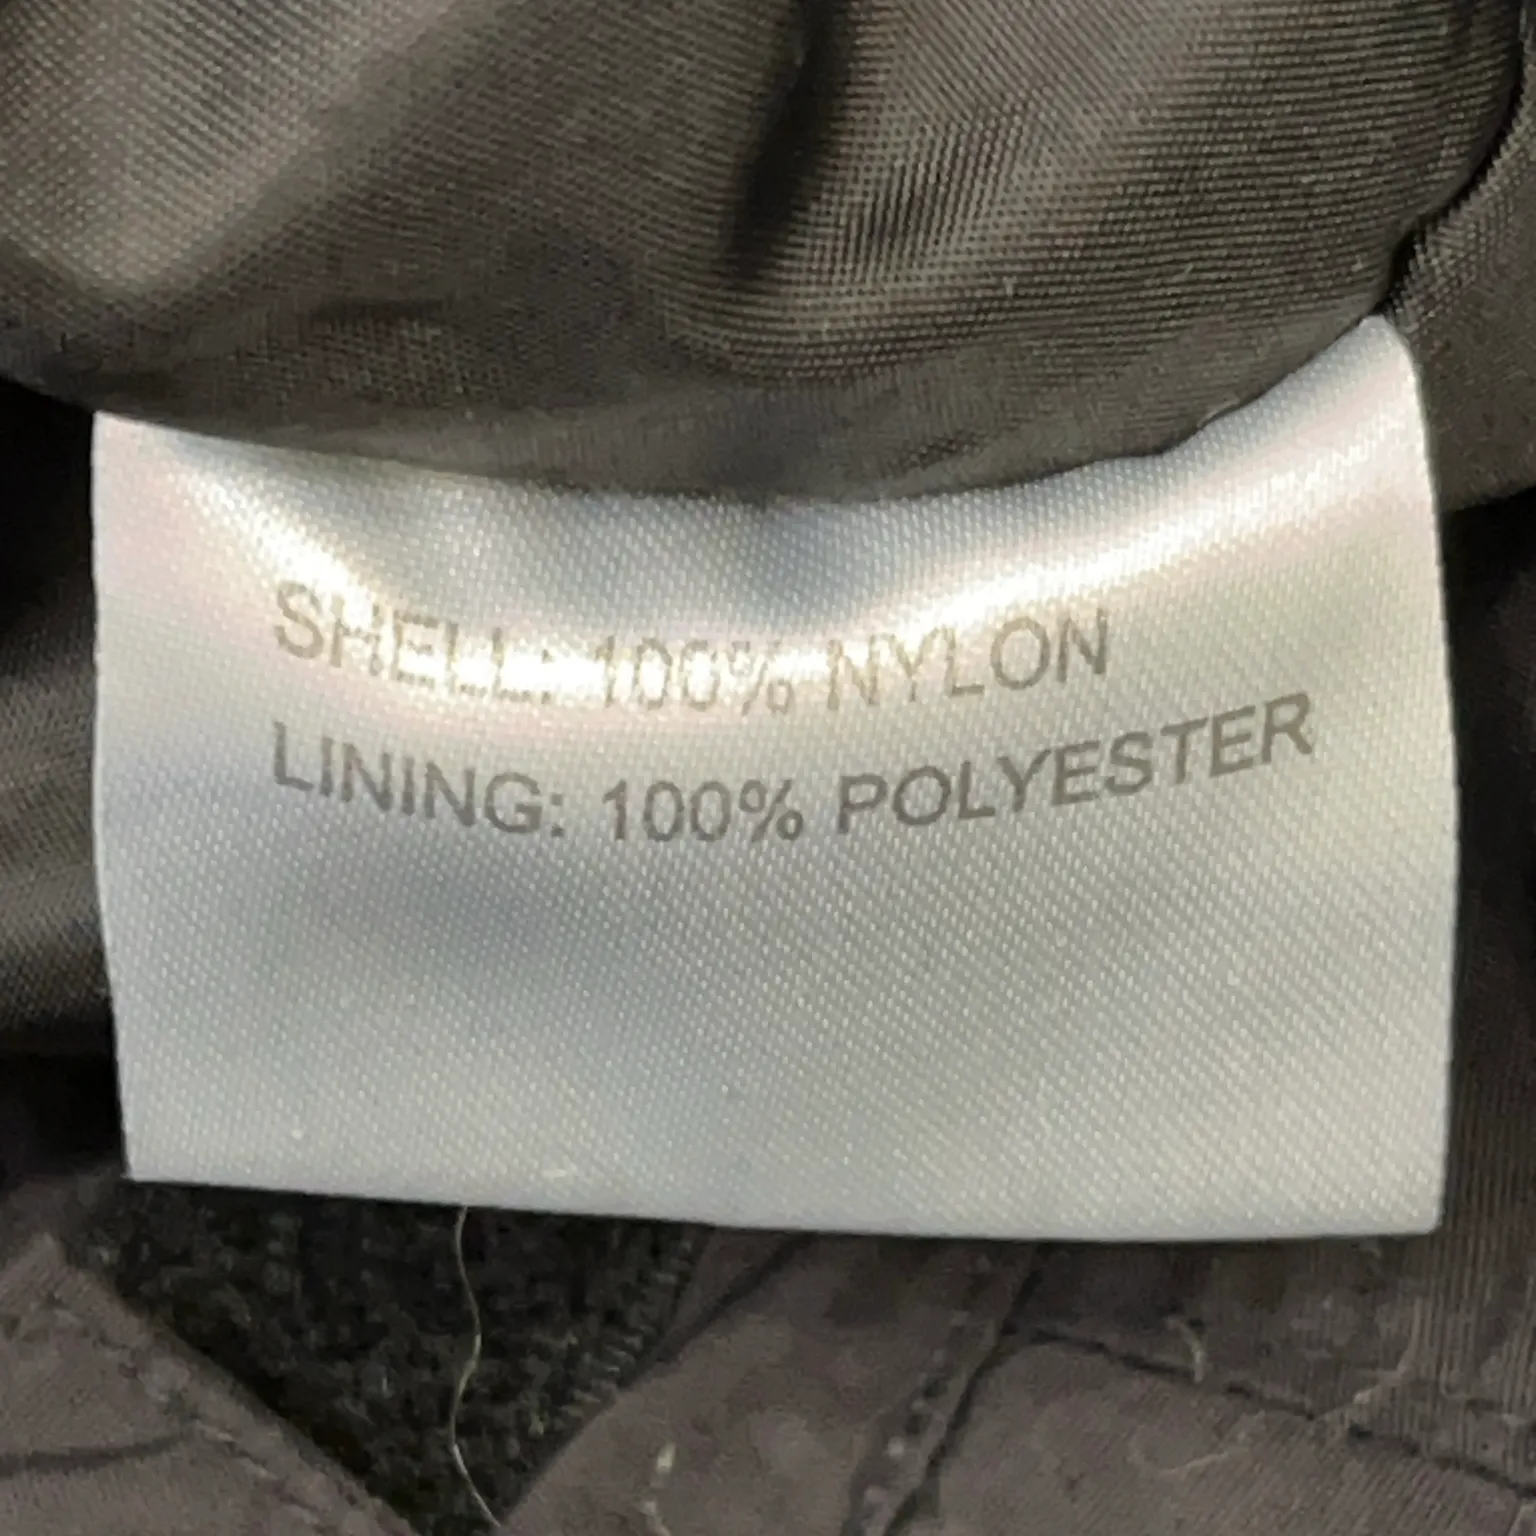 SHELL: 100% NYLON
LINING: 100% POLYESTER